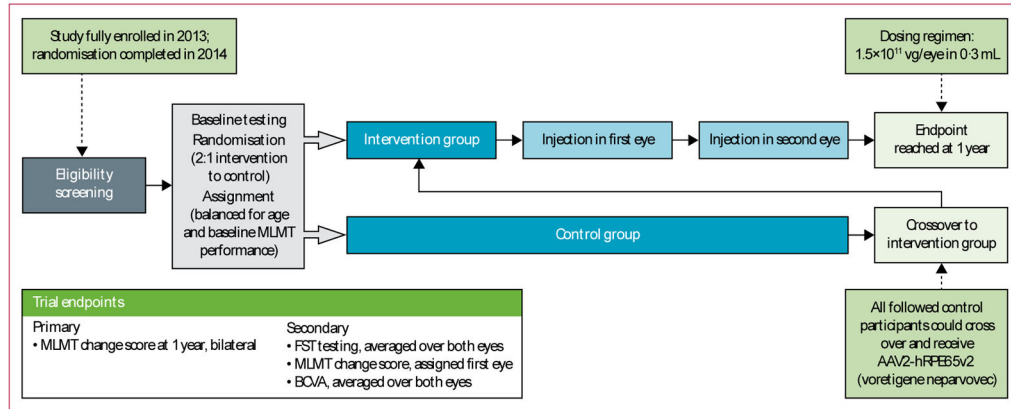 Study fully enrolled in 2013;
randomisation completed in 2014
Dosing regimen:
1.5×10¹¹ vg/eye in 0·3 mL
Eligibility
screening
Baseline testing
Randomisation
(2:1 intervention
to control)
Assignment
(balanced for age
and baseline MLMT
performance)
Intervention group
Injection in first eye
Injection in second eye
Endpoint
reached at 1 year
Control group
Crossover to
intervention group
All followed control
participants could cross
over and receive
AAV2-hRPE65v2
(voretigene neparvovec)
Trial endpoints
Primary
• MLMT change score at 1 year, bilateral
Secondary
• FST testing, averaged over both eyes
• MLMT change score, assigned first eye
• BCVA, averaged over both eyes